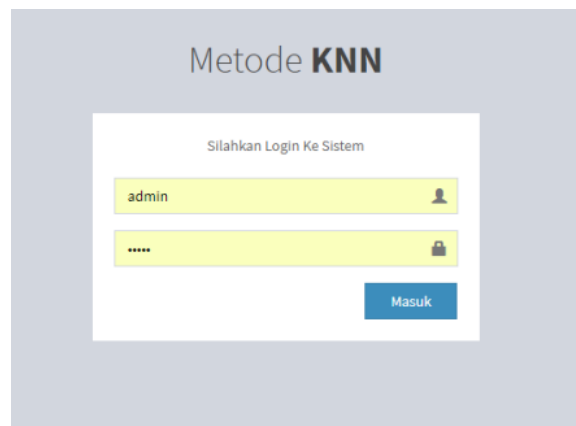 Metode KNN
Silahkan Login Ke Sistem
admin
•••••
Masuk